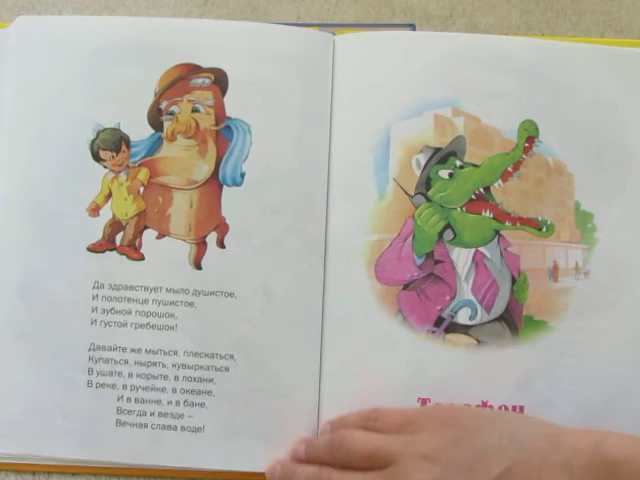 Да здравствует мыло душистое,
И полотенце пушистое,
И зубной порошок,
И густой гребешок!
Давайте же мыться, плескаться,
Купаться, нырять, кувыркаться
В ушате, в корыте, в лохани,
В реке, в ручейке, в океане,
И в ванне, и в бане,
Всегда и везде –
Вечная слава воде!
Телефон